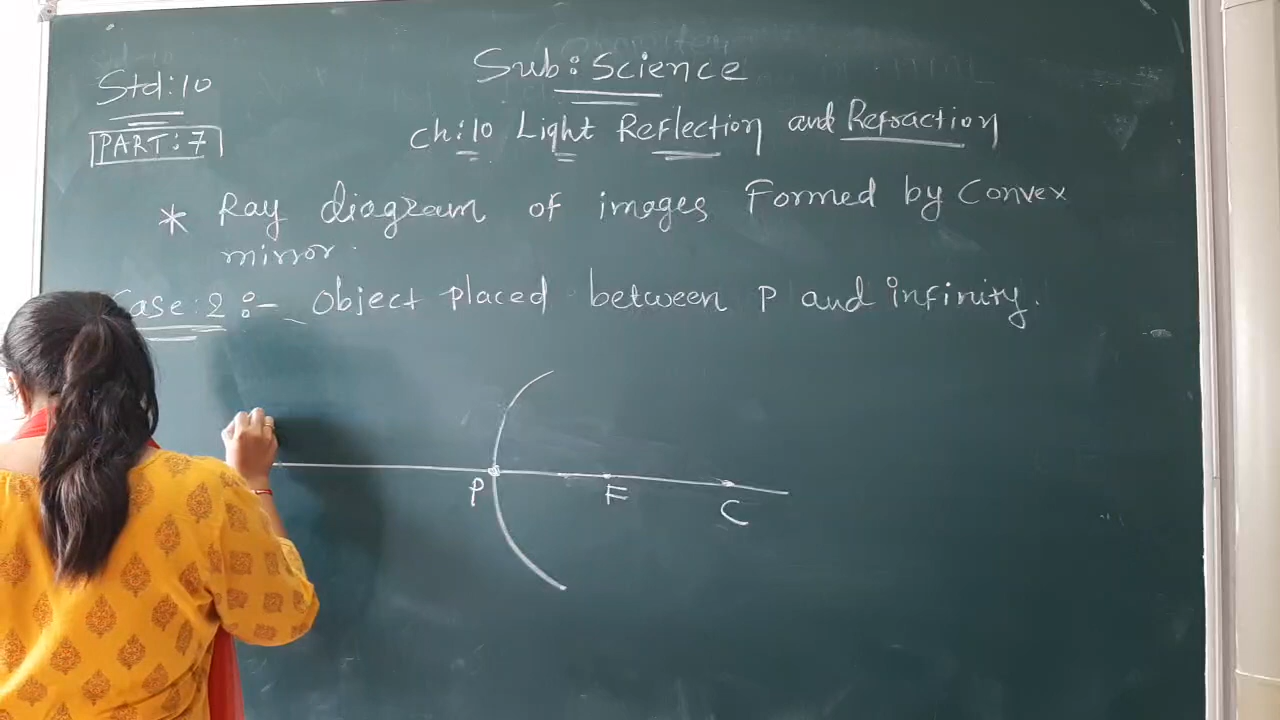 Sub: Science
Std: 10
PART: 7
Ch: 10 Light Reflection and Refraction
* Ray diagram of images Formed by Convex
mirror.
Case: 2 :- Object placed between P and infinity.
P F C